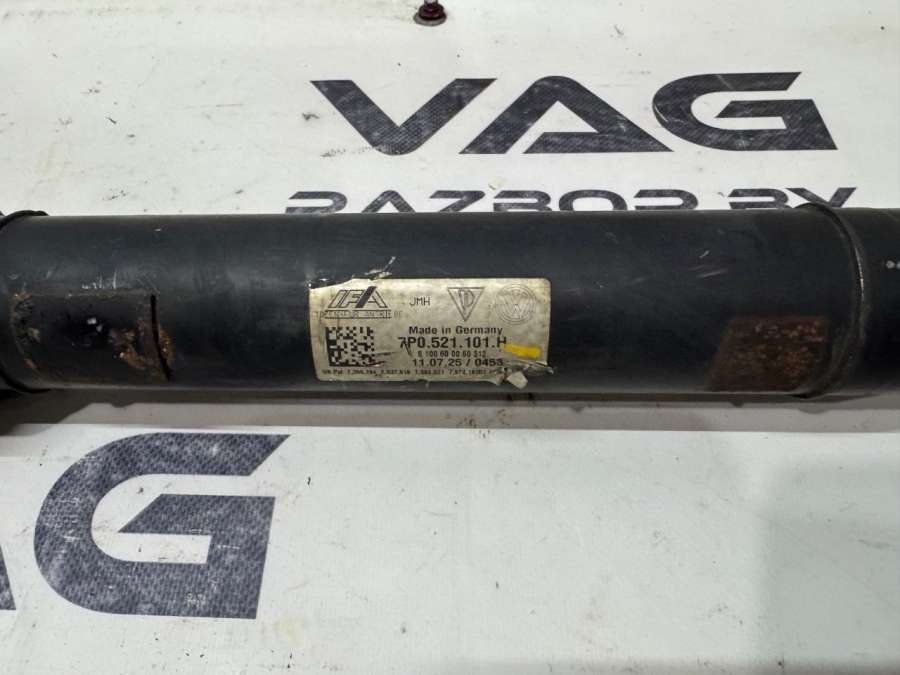 VAG
RAZBOR.BY
IFA
JMH
Made in Germany
7P0.521.101.H
11.07.25 / 0453
VAG